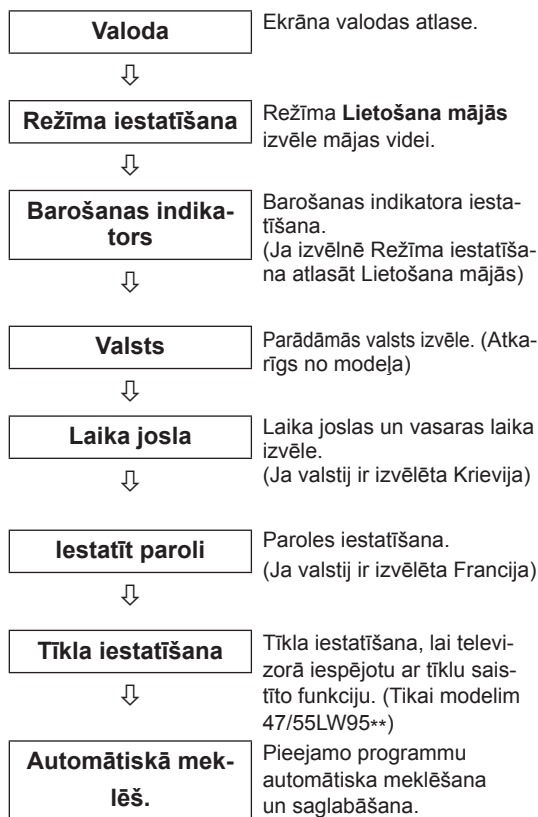 Valoda
Ekrāna valodas atlase.
⇩
Režīma iestatīšana
Režīma Lietošana mājās
izvēle mājas videi.
⇩
Barošanas indika-
tors
Barošanas indikatora iesta-
tīšana.
(Ja izvēlnē Režīma iestatīša-
na atlasāt Lietošana mājās)
⇩
Valsts
Parādāmās valsts izvēle. (Atka-
rīgs no modeļa)
⇩
Laika josla
Laika joslas un vasaras laika
izvēle.
(Ja valstij ir izvēlēta Krievija)
⇩
Iestatīt paroli
Paroles iestatīšana.
(Ja valstij ir izvēlēta Francija)
⇩
Tīkla iestatīšana
Tīkla iestatīšana, lai televi-
zorā iespējotu ar tīklu sais-
tīto funkciju. (Tikai modelim
47/55LW95**)
⇩
Automātiskā mek-
lēš.
Pieejamo programmu
automātiska meklēšana
un saglabāšana.